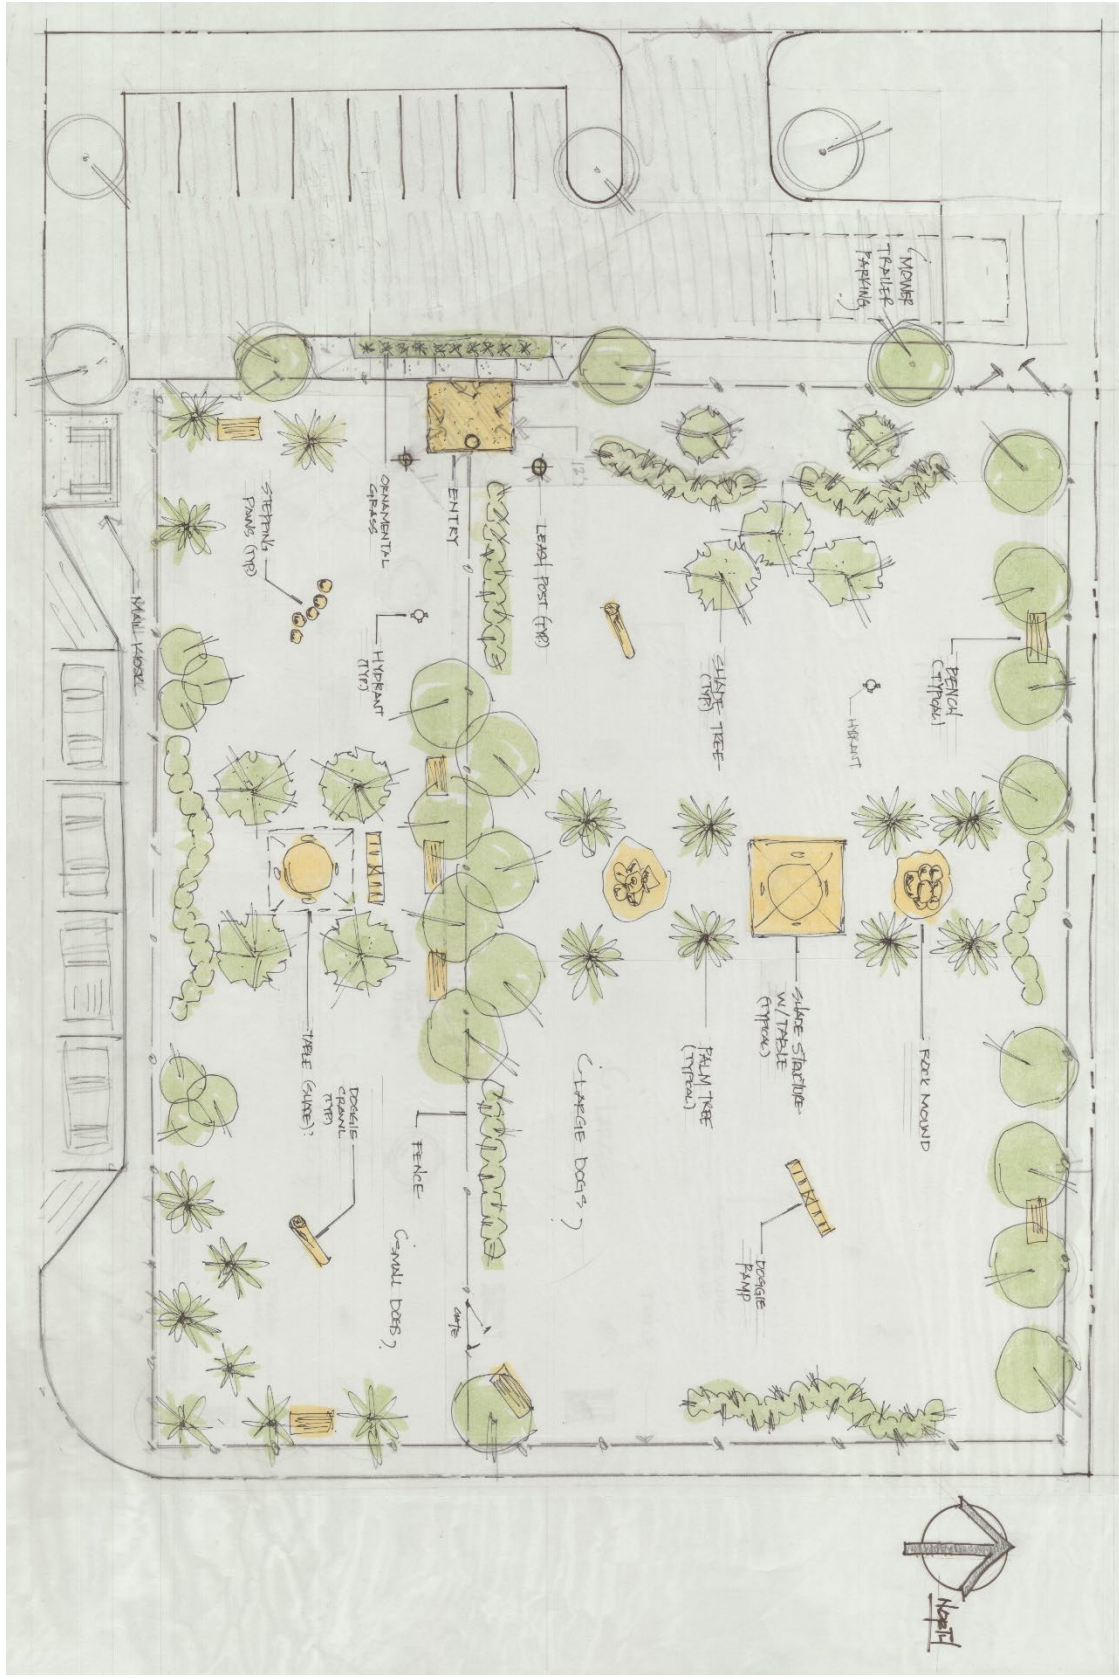 (MOWER
TRAILER
PARKING)
BENCH
(TYPICAL)
HYDRANT
SHADE TREE
(TYP)
LEASH POST (TYP)
ENTRY
ORNAMENTAL
GRASS
HYDRANT
(TYP)
STEPPING
PAWS (TYP)
MAIL KIOSK
ROCK MOUND
SHADE STRUCTURE
W/ TABLE
(TYPICAL)
PALM TREE
(TYPICAL)
(LARGE DOGS)
DOGGIE
RAMP
FENCE
GATE
(SMALL DOGS)
DOGGIE
CRAWL
(TYP)
TABLE (SHADE)?
NORTH